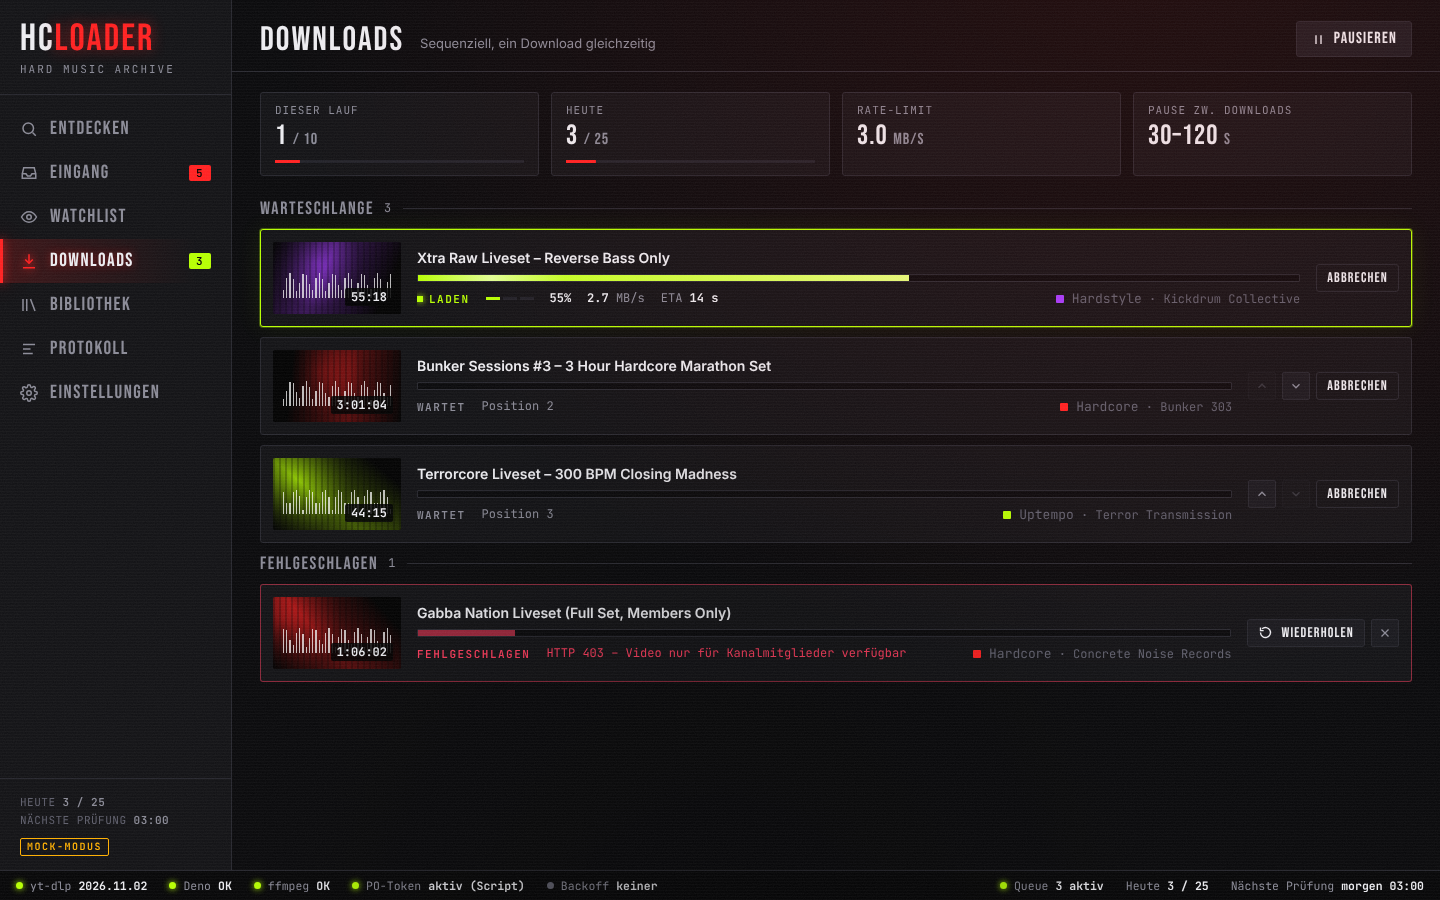 HCLOADER
HARD MUSIC ARCHIVE
ENTDECKEN
EINGANG 5
WATCHLIST
DOWNLOADS 3
BIBLIOTHEK
PROTOKOLL
EINSTELLUNGEN
HEUTE 3 / 25
NÄCHSTE PRÜFUNG 03:00
MOCK-MODUS
DOWNLOADS Sequenziell, ein Download gleichzeitig
PAUSIEREN
DIESER LAUF
1 / 10
HEUTE
3 / 25
RATE-LIMIT
3.0 MB/S
PAUSE ZW. DOWNLOADS
30–120 S
WARTESCHLANGE 3
55:18
Xtra Raw Liveset – Reverse Bass Only
LADEN 55% 2.7 MB/s ETA 14 s
Hardstyle · Kickdrum Collective
ABBRECHEN
3:01:04
Bunker Sessions #3 – 3 Hour Hardcore Marathon Set
WARTET Position 2
Hardcore · Bunker 303
ABBRECHEN
44:15
Terrorcore Liveset – 300 BPM Closing Madness
WARTET Position 3
Uptempo · Terror Transmission
ABBRECHEN
FEHLGESCHLAGEN 1
1:06:02
Gabba Nation Liveset (Full Set, Members Only)
FEHLGESCHLAGEN HTTP 403 – Video nur für Kanalmitglieder verfügbar
Hardcore · Concrete Noise Records
WIEDERHOLEN
yt-dlp 2026.11.02 Deno OK ffmpeg OK PO-Token aktiv (Script) Backoff keiner
Queue 3 aktiv Heute 3 / 25 Nächste Prüfung morgen 03:00